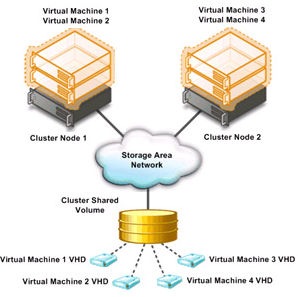 Virtual Machine 1
Virtual Machine 2
Virtual Machine 3
Virtual Machine 4
Cluster Node 1
Cluster Node 2
Storage Area
Network
Cluster Shared
Volume
Virtual Machine 1 VHD
Virtual Machine 3 VHD
Virtual Machine 2 VHD
Virtual Machine 4 VHD